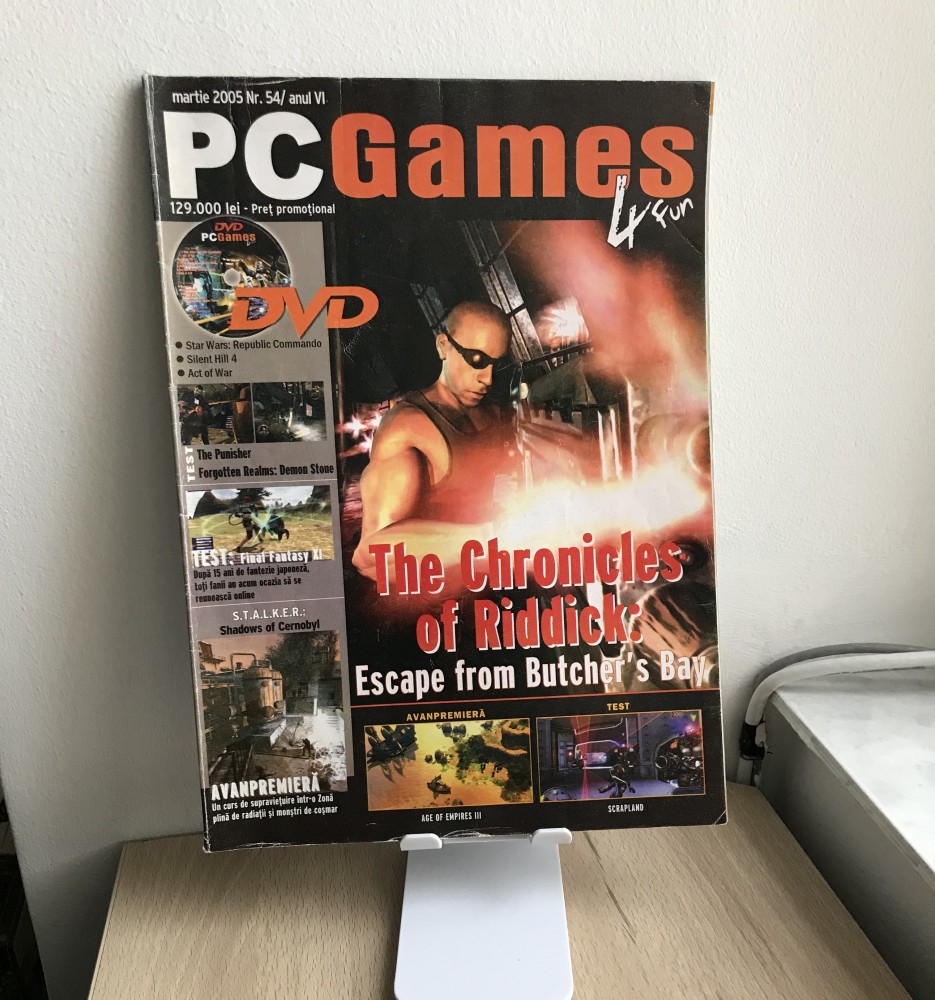 martie 2005 Nr. 54/ anul VI
PCGames
4 fun
129.000 lei - Preț promoțional
DVD
PCGames
DVD
● Star Wars: Republic Commando
● Silent Hill 4
● Act of War
TEST
The Punisher
Forgotten Realms: Demon Stone
TEST: Final Fantasy XI
După 15 ani de fantezie japoneză,
toți fanii au acum ocazia să se
reunească online
S.T.A.L.K.E.R.:
Shadows of Cernobyl
AVANPREMIERĂ
Un curs de supraviețuire într-o Zonă
plină de radiații și monștri de coșmar
The Chronicles
of Riddick:
Escape from Butcher's Bay
AVANPREMIERĂ
AGE OF EMPIRES III
TEST
SCRAPLAND